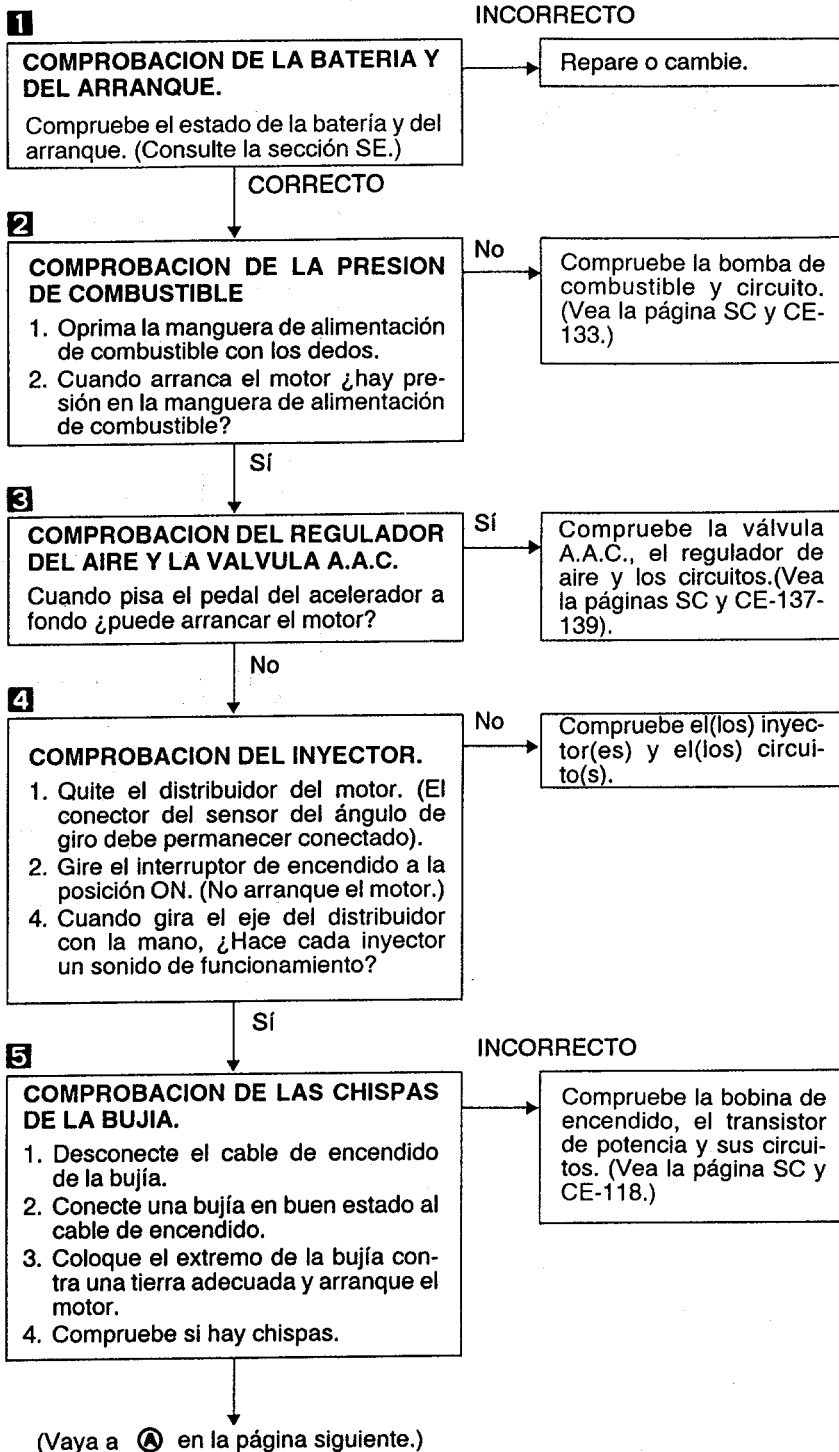 INCORRECTO
1
COMPROBACION DE LA BATERIA Y
DEL ARRANQUE.
Compruebe el estado de la batería y del
arranque. (Consulte la sección SE.)
Repare o cambie.
CORRECTO
2
COMPROBACION DE LA PRESION
DE COMBUSTIBLE
1. Oprima la manguera de alimentación
de combustible con los dedos.
2. Cuando arranca el motor ¿hay pre-
sión en la manguera de alimentación
de combustible?
No
Compruebe la bomba de
combustible y circuito.
(Vea la página SC y CE-
133.)
Sí
3
COMPROBACION DEL REGULADOR
DEL AIRE Y LA VALVULA A.A.C.
Cuando pisa el pedal del acelerador a
fondo ¿puede arrancar el motor?
Sí
Compruebe la válvula
A.A.C., el regulador de
aire y los circuitos.(Vea
la páginas SC y CE-137-
139).
No
4
COMPROBACION DEL INYECTOR.
1. Quite el distribuidor del motor. (El
conector del sensor del ángulo de
giro debe permanecer conectado).
2. Gire el interruptor de encendido a la
posición ON. (No arranque el motor.)
4. Cuando gira el eje del distribuidor
con la mano, ¿Hace cada inyector
un sonido de funcionamiento?
No
Compruebe el(los) inyec-
tor(es) y el(los) circui-
to(s).
Sí
5
COMPROBACION DE LAS CHISPAS
DE LA BUJIA.
1. Desconecte el cable de encendido
de la bujía.
2. Conecte una bujía en buen estado al
cable de encendido.
3. Coloque el extremo de la bujía con-
tra una tierra adecuada y arranque el
motor.
4. Compruebe si hay chispas.
INCORRECTO
Compruebe la bobina de
encendido, el transistor
de potencia y sus circui-
tos. (Vea la página SC y
CE-118.)
(Vaya a Ⓐ en la página siguiente.)